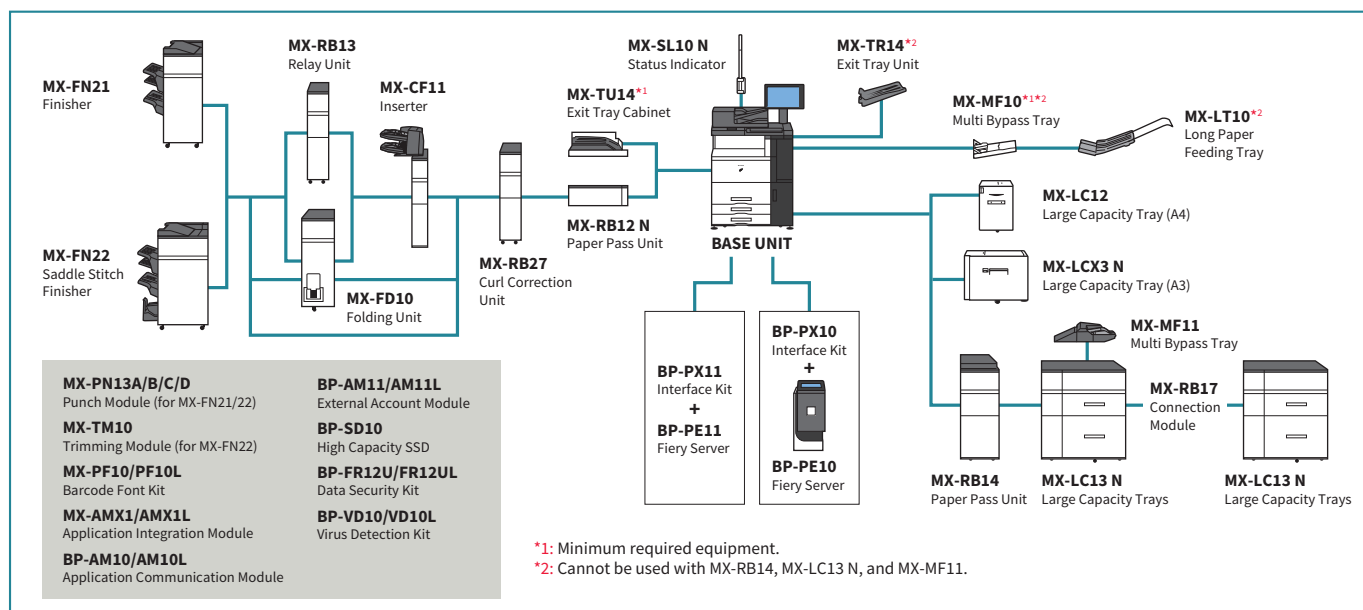 MX-FN21
Finisher
MX-RB13
Relay Unit
MX-CF11
Inserter
MX-SL10 N
Status Indicator
MX-TU14*1
Exit Tray Cabinet
MX-TR14*2
Exit Tray Unit
MX-MF10*1*2
Multi Bypass Tray
MX-LT10*2
Long Paper
Feeding Tray
MX-FN22
Saddle Stitch
Finisher
MX-FD10
Folding Unit
MX-RB27
Curl Correction
Unit
MX-RB12 N
Paper Pass Unit
BASE UNIT
MX-LC12
Large Capacity Tray (A4)
MX-LCX3 N
Large Capacity Tray (A3)
MX-MF11
Multi Bypass Tray
MX-RB17
Connection
Module
MX-RB14
Paper Pass Unit
MX-LC13 N
Large Capacity Trays
MX-LC13 N
Large Capacity Trays
BP-PX11
Interface Kit
+
BP-PE11
Fiery Server
BP-PX10
Interface Kit
+
BP-PE10
Fiery Server
MX-PN13A/B/C/D
Punch Module (for MX-FN21/22)
MX-TM10
Trimming Module (for MX-FN22)
MX-PF10/PF10L
Barcode Font Kit
MX-AMX1/AMX1L
Application Integration Module
BP-AM10/AM10L
Application Communication Module
BP-AM11/AM11L
External Account Module
BP-SD10
High Capacity SSD
BP-FR12U/FR12UL
Data Security Kit
BP-VD10/VD10L
Virus Detection Kit
*1: Minimum required equipment.
*2: Cannot be used with MX-RB14, MX-LC13 N, and MX-MF11.